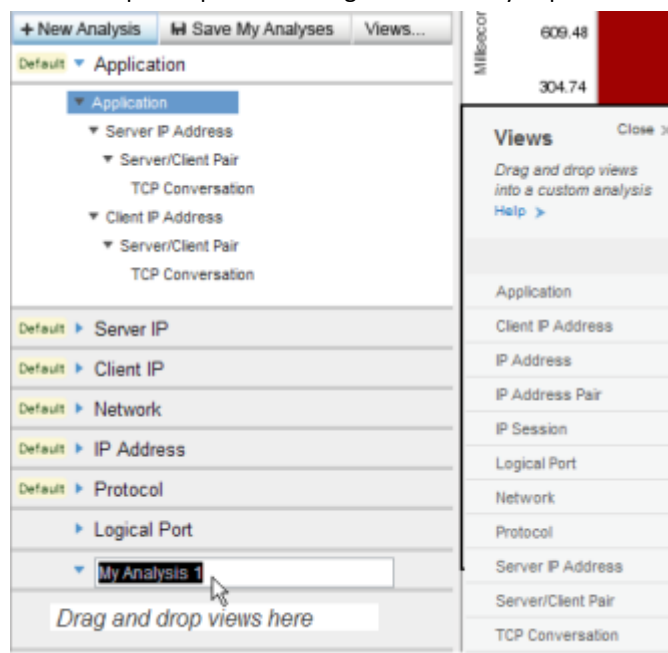 + New Analysis Save My Analyses Views...
Default Application
Application
Server IP Address
Server/Client Pair
TCP Conversation
Client IP Address
Server/Client Pair
TCP Conversation
Default Server IP
Default Client IP
Default Network
Default IP Address
Default Protocol
Logical Port
My Analysis 1
Drag and drop views here
609.48
304.74
Views
Close
Drag and drop views
into a custom analysis
Help >
Application
Client IP Address
IP Address
IP Address Pair
IP Session
Logical Port
Network
Protocol
Server IP Address
Server/Client Pair
TCP Conversation